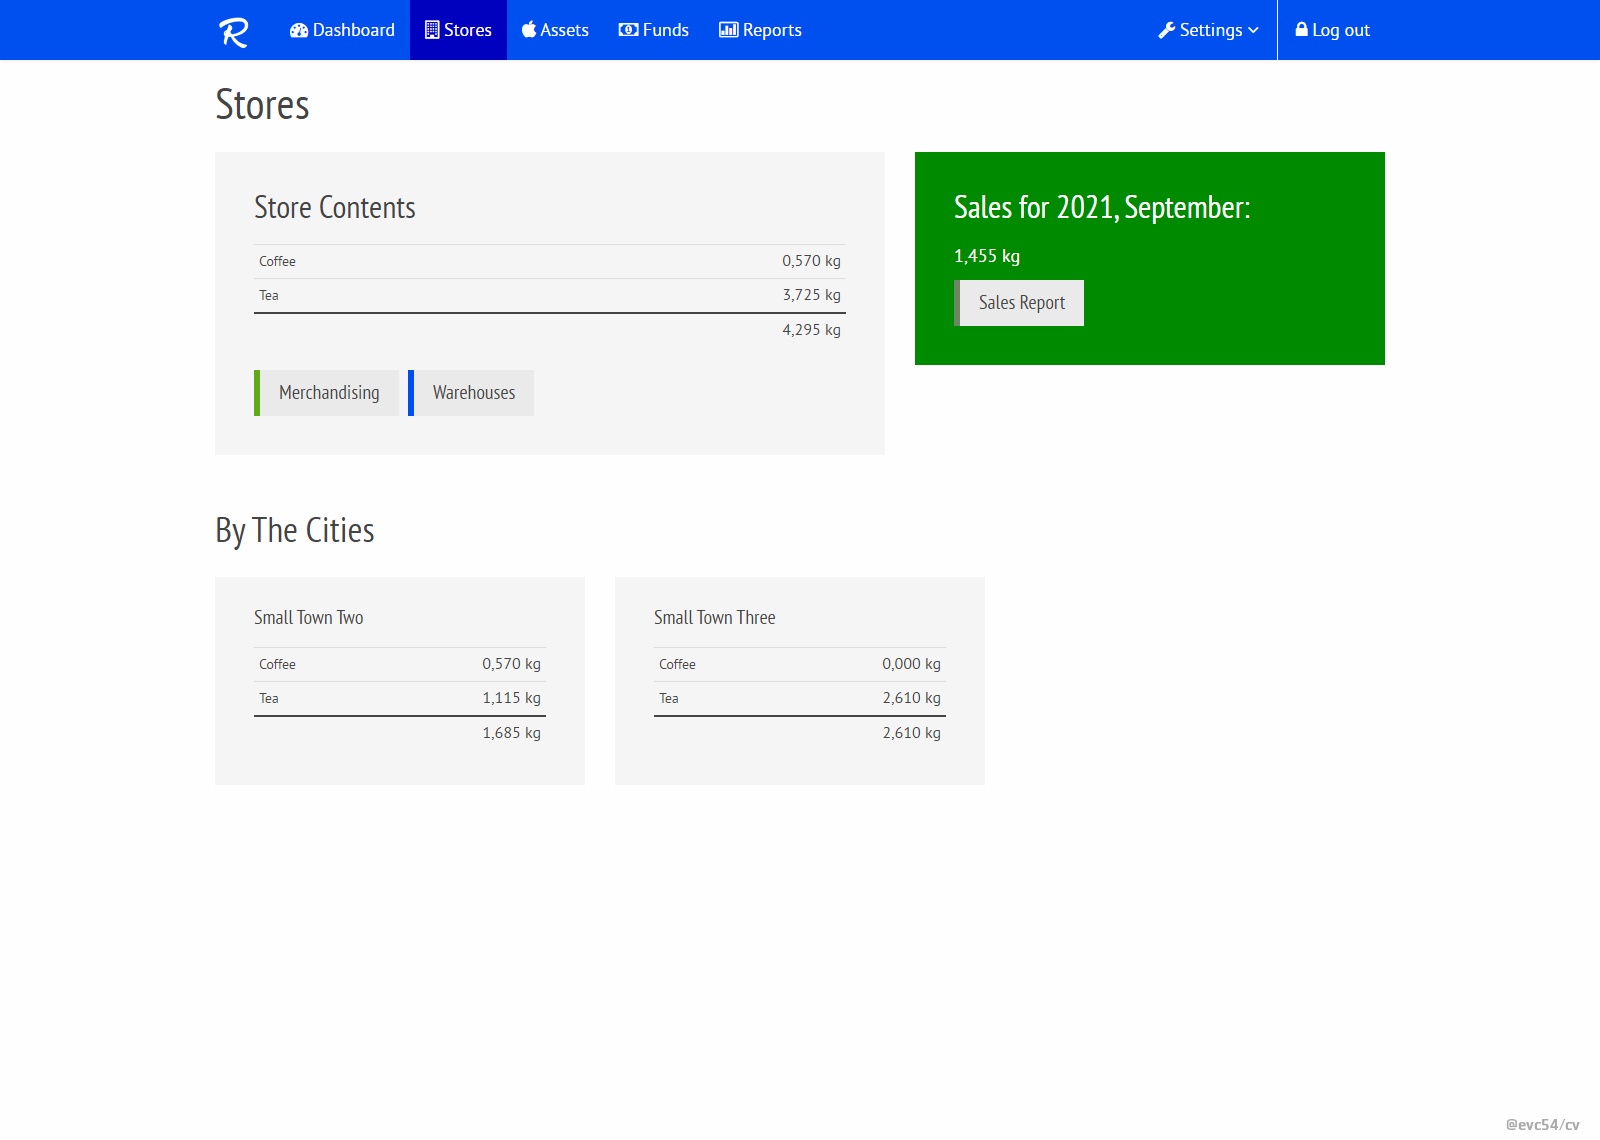 R Dashboard Stores Assets Funds Reports Settings Log out
Stores
Store Contents
Coffee 0,570 kg
Tea 3,725 kg
4,295 kg
Merchandising Warehouses
Sales for 2021, September:
1,455 kg
Sales Report
By The Cities
Small Town Two
Coffee 0,570 kg
Tea 1,115 kg
1,685 kg
Small Town Three
Coffee 0,000 kg
Tea 2,610 kg
2,610 kg
@evc54/cv